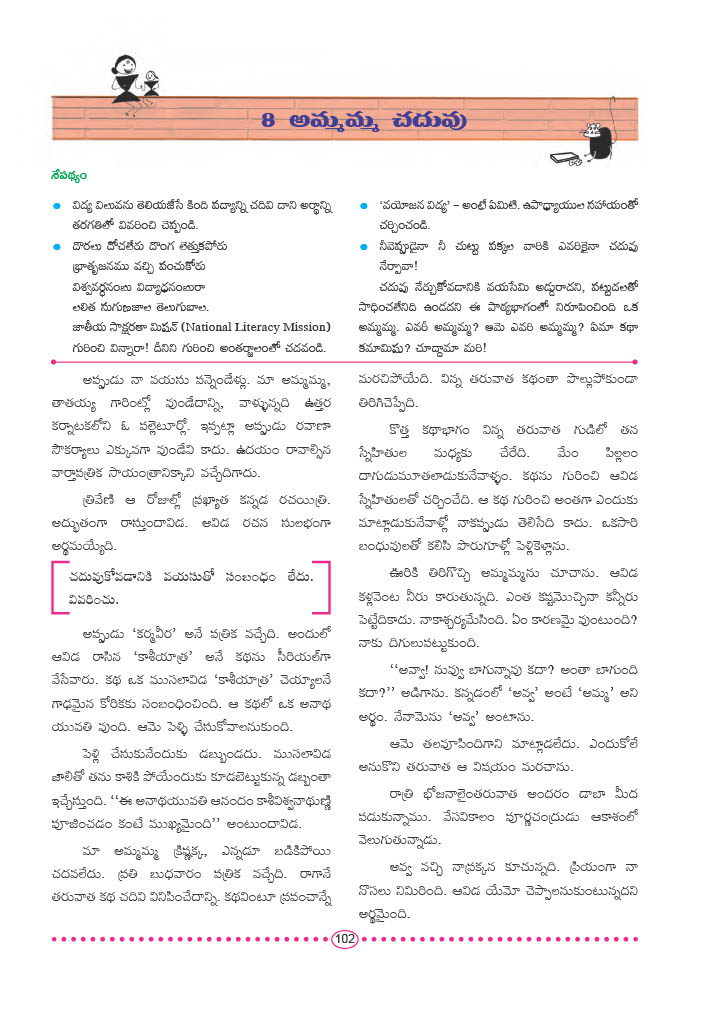 8 అమ్మమ్మ చదువు
నేపథ్యం
● విద్య విలువను తెలియజేసే కింది పద్యాన్ని చదివి దాని అర్థాన్ని
తరగతిలో వివరించి చెప్పండి.
● దొరలు దోచలేరు దొంగ లెత్తుకపోరు
భ్రాతృజనము వచ్చి పంచుకోరు
విశ్వవర్ధనంబు విద్యాధనంబురా
లలిత సుగుణజాల తెలుగుబాల.
జాతీయ సాక్షరతా మిషన్ (National Literacy Mission)
గురించి విన్నారా! దీనిని గురించి అంతర్జాలంలో చదవండి.
● ‘వయోజన విద్య’ – అంటే ఏమిటి. ఉపాధ్యాయుల సహాయంతో
చర్చించండి.
● నీవెప్పుడైనా నీ చుట్టు పక్కల వారికి ఎవరికైనా చదువు
నేర్పావా!
చదువు నేర్చుకోవడానికి వయసేమి అడ్డురాదని, పట్టుదలతో
సాధించలేనిది ఉండదని ఈ పాఠ్యభాగంలో నిరూపించింది ఒక
అమ్మమ్మ. ఎవరీ అమ్మమ్మ? ఆమె ఎవరి అమ్మమ్మ? ఏమా కథా
కమామిషు? చూద్దామా మరి!
అప్పుడు నా వయసు పన్నెండేళ్లు. మా అమ్మమ్మ,
తాతయ్య గారింట్లో వుండేదాన్ని, వాళ్ళున్నది ఉత్తర
కర్నాటకలోని ఓ పల్లెటూర్లో. ఇప్పట్లా అప్పుడు రవాణా
సౌకర్యాలు ఎక్కువగా వుండేవి కాదు. ఉదయం రావాల్సిన
వార్తాపత్రిక సాయంత్రానిక్కాని వచ్చేదిగాదు.
త్రివేణి ఆ రోజుల్లో ప్రఖ్యాత కన్నడ రచయిత్రి.
అద్భుతంగా రాస్తుందావిడ. ఆవిడ రచన సులభంగా
అర్థమయ్యేది.
చదువుకోవడానికి వయసుతో సంబంధం లేదు.
వివరించు.
అప్పుడు ‘కర్మవీర’ అనే పత్రిక వచ్చేది. అందులో
ఆవిడ రాసిన ‘కాశీయాత్ర’ అనే కథను సీరియల్‌గా
వేసేవారు. కథ ఒక ముసలావిడ ‘కాశీయాత్ర’ చెయ్యాలనే
గాఢమైన కోరికకు సంబంధించింది. ఆ కథలో ఒక అనాథ
యువతి వుంది. ఆమె పెళ్ళి చేసుకోవాలనుకుంది.
పెళ్లి చేసుకునేందుకు డబ్బుండదు. ముసలావిడ
జాలితో తను కాశికి పోయేందుకు కూడబెట్టుకున్న డబ్బంతా
ఇచ్చేస్తుంది. ‘‘ఈ అనాథయువతి ఆనందం కాశీవిశ్వనాథుణ్ణి
పూజించడం కంటే ముఖ్యమైంది’’ అంటుందావిడ.
మా అమ్మమ్మ క్రిష్ణక్క, ఎన్నడూ బడికిపోయి
చదవలేదు. ప్రతి బుధవారం పత్రిక వచ్చేది. రాగానే
తరువాత కథ చదివి వినిపించేదాన్ని. కథవింటూ ప్రపంచాన్నే
మరచిపోయేది. విన్న తరువాత కథంతా పొల్లుపోకుండా
తిరిగిచెప్పేది.
కొత్త కథాభాగం విన్న తరువాత గుడిలో తన
స్నేహితుల మధ్యకు చేరేది. మేం పిల్లలం
దాగుడుమూతలాడుకునేవాళ్ళం. కథను గురించి ఆవిడ
స్నేహితులతో చర్చించేది. ఆ కథ గురించి అంతగా ఎందుకు
మాట్లాడుకునేవాళ్లో నాకప్పుడు తెలిసేది కాదు. ఒకసారి
బంధువులతో కలిసి పొరుగూళ్లో పెళ్లికెళ్లాను.
ఊరికి తిరిగొచ్చి అమ్మమ్మను చూచాను. ఆవిడ
కళ్లవెంట నీరు కారుతున్నది. ఎంత కష్టమొచ్చినా కన్నీరు
పెట్టేదికాదు. నాకాశ్చర్యమేసింది. ఏం కారణమై వుంటుంది?
నాకు దిగులుపట్టుకుంది.
‘‘అవ్వా! నువ్వు బాగున్నావు కదా? అంతా బాగుంది
కదా?’’ అడిగాను. కన్నడంలో ‘అవ్వ’ అంటే ‘అమ్మ’ అని
అర్థం. నేనామెను ‘అవ్వ’ అంటాను.
ఆమె తలవూపిందిగాని మాట్లాడలేదు. ఎందుకోలే
అనుకొని తరువాత ఆ విషయం మరచాను.
రాత్రి భోజనాలైంతరువాత అందరం డాబా మీద
పడుకున్నాము. వేసవికాలం పూర్ణచంద్రుడు ఆకాశంలో
వెలుగుతున్నాడు.
అవ్వ వచ్చి నాప్రక్కన కూచున్నది. ప్రియంగా నా
నొసలు నిమిరింది. ఆవిడ యేమో చెప్పాలనుకుంటున్నదని
అర్థమైంది.
102